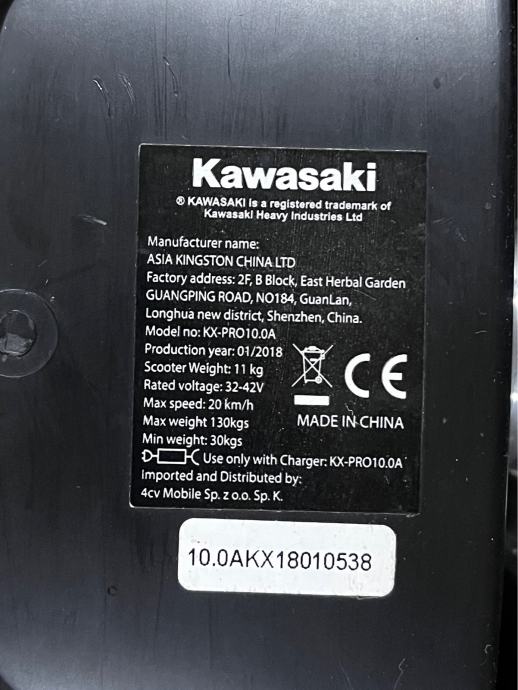 Kawasaki
® KAWASAKI is a registered trademark of
Kawasaki Heavy Industries Ltd
Manufacturer name:
ASIA KINGSTON CHINA LTD
Factory address: 2F, B Block, East Herbal Garden
GUANGPING ROAD, NO184, GuanLan,
Longhua new district, Shenzhen, China.
Model no: KX-PRO10.0A
Production year: 01/2018
Scooter Weight: 11 kg
Rated voltage: 32-42V
Max speed: 20 km/h
Max weight 130kgs
Min weight: 30kgs
CE
MADE IN CHINA
Use only with Charger: KX-PRO10.0A
Imported and Distributed by:
4cv Mobile Sp. z o.o. Sp. K.
10.0AKX18010538